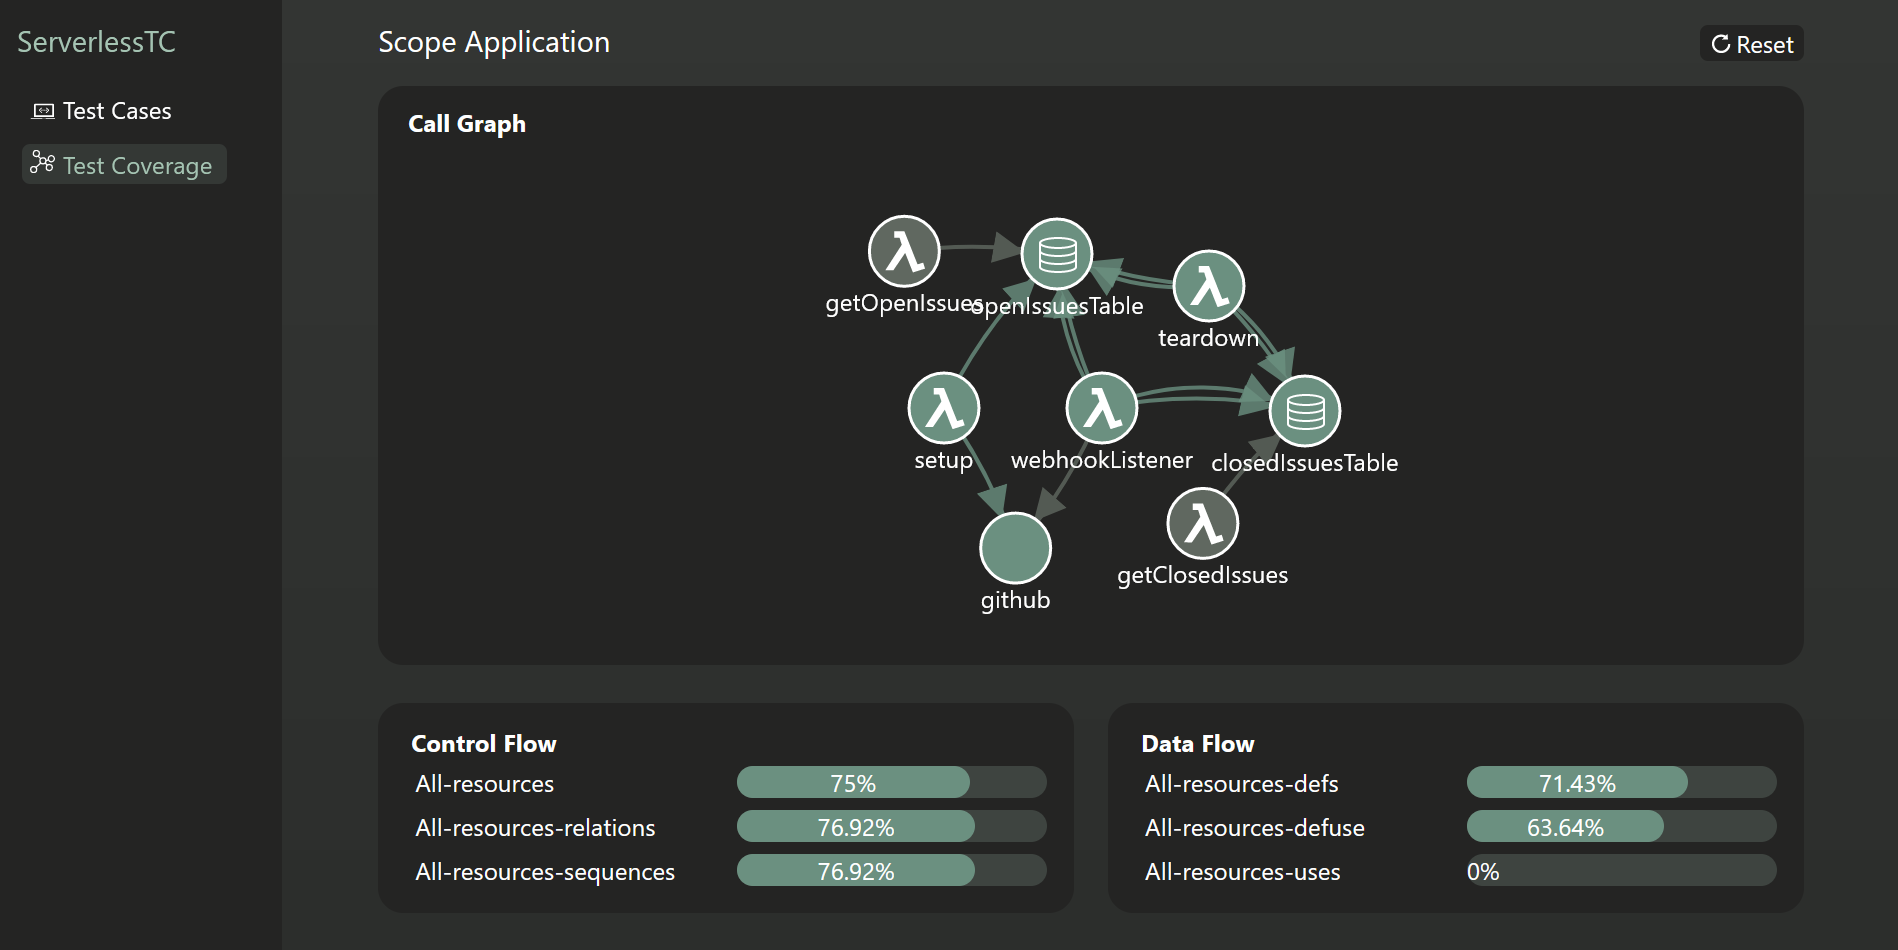 ServerlessTC
Test Cases
Test Coverage
Scope Application
Reset
Call Graph
getOpenIssues
openIssuesTable
teardown
setup
webhookListener
closedIssuesTable
getClosedIssues
github
Control Flow
All-resources 75%
All-resources-relations 76.92%
All-resources-sequences 76.92%
Data Flow
All-resources-defs 71.43%
All-resources-defuse 63.64%
All-resources-uses 0%